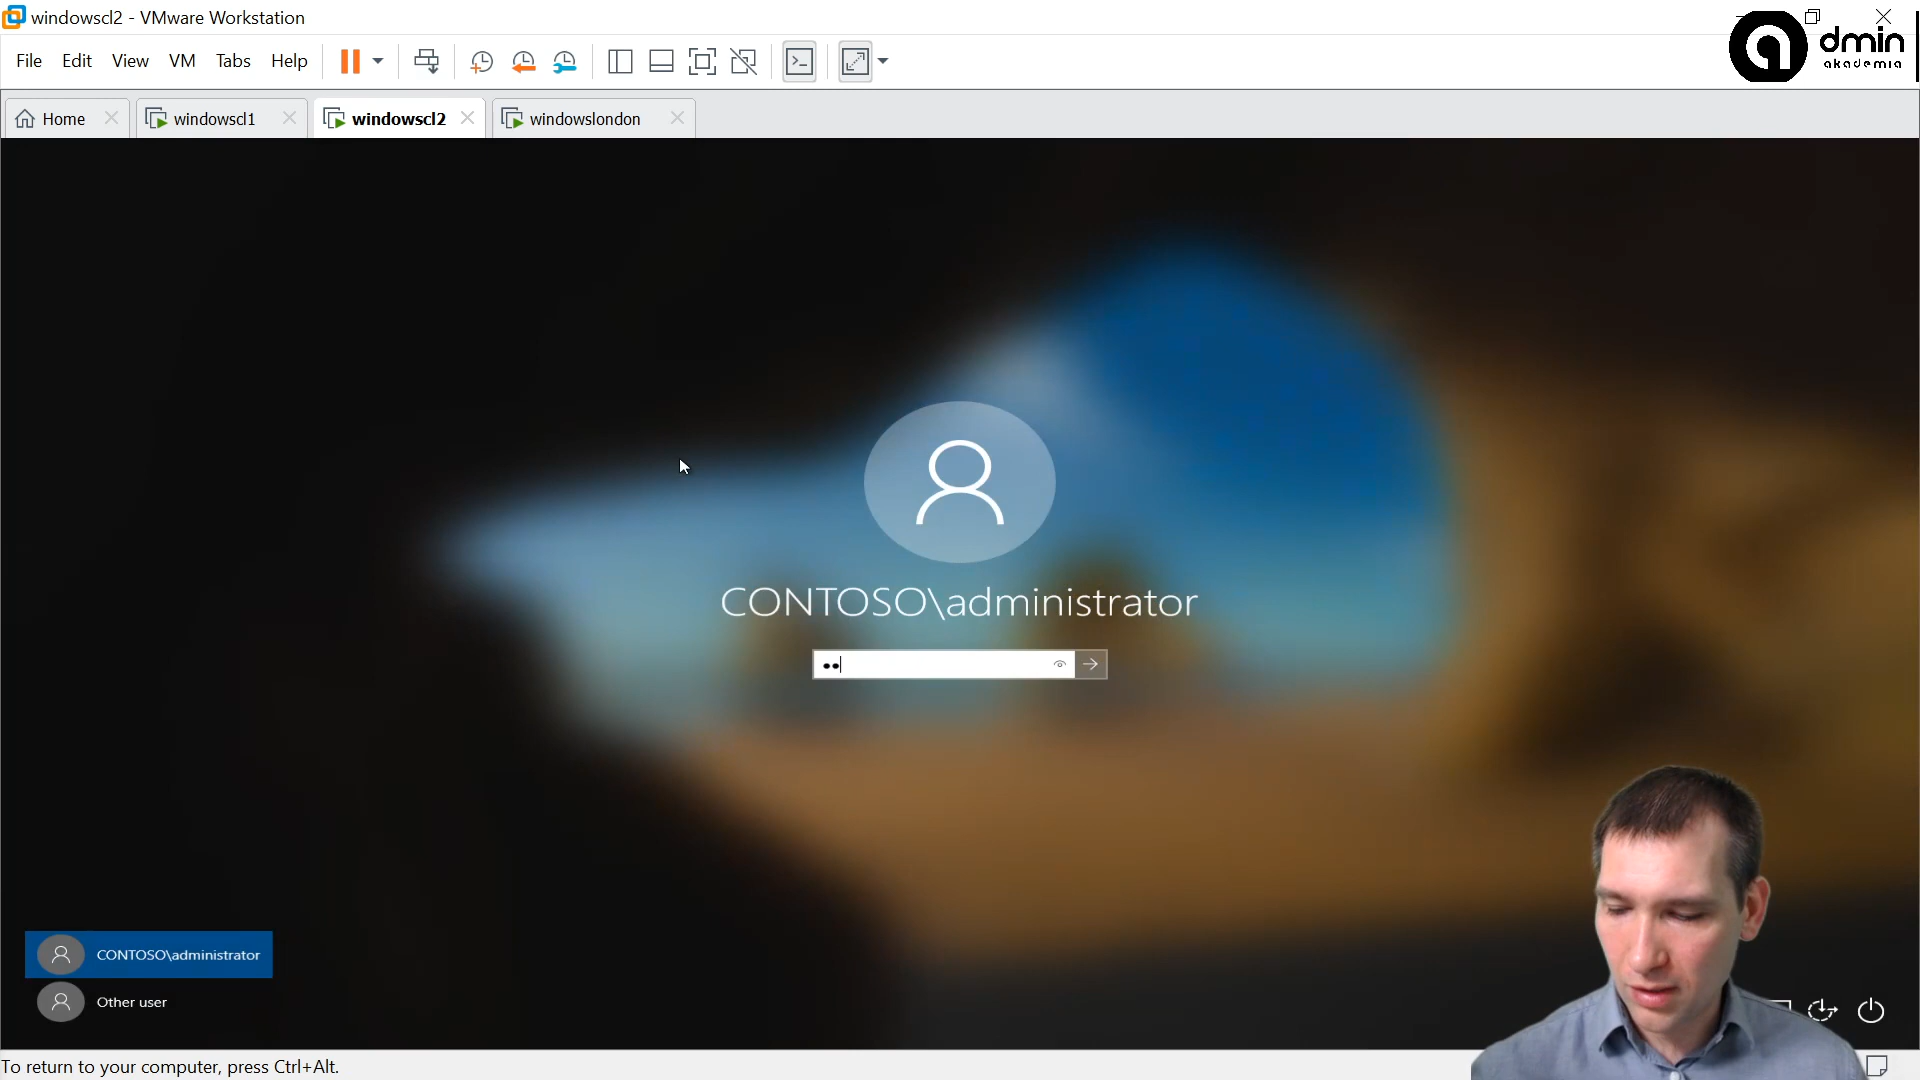 windowscl2 - VMware Workstation
File Edit View VM Tabs Help
dmin
akademia
Home windowscl1 windowscl2 windowslondon
CONTOSO\administrator
CONTOSO\administrator
Other user
To return to your computer, press Ctrl+Alt.